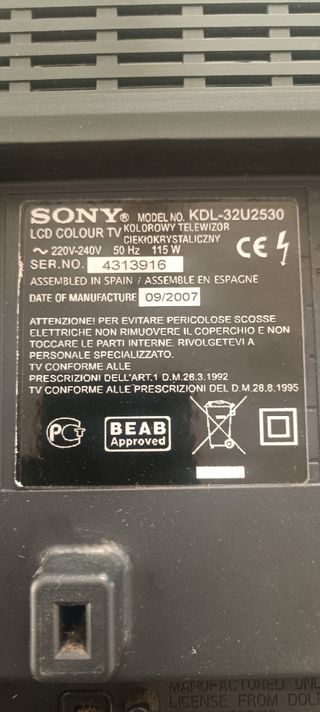 SONY® MODEL NO. KDL-32U2530
LCD COLOUR TV KOLOROWY TELEWIZOR CIEKŁOKRYSTALICZNY
~ 220V-240V 50 Hz 115 W
CE
SER.NO. 4313916
ASSEMBLED IN SPAIN / ASSEMBLE EN ESPAGNE
DATE OF MANUFACTURE 09/2007
ATTENZIONE! PER EVITARE PERICOLOSE SCOSSE
ELETTRICHE NON RIMUOVERE IL COPERCHIO E NON
TOCCARE LE PARTI INTERNE. RIVOLGETEVI A
PERSONALE SPECIALIZZATO.
TV CONFORME ALLE
PRESCRIZIONI DELL'ART.1 D.M.26.3.1992
TV CONFORME ALLE PRESCRIZIONI DEL D.M.28.8.1995
PCT
BEAB
Approved
MANUFACTURED UND
LICENSE FROM DOLB